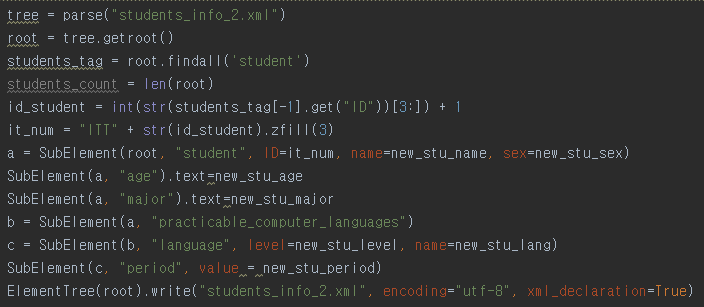 tree = parse("students_info_2.xml")
root = tree.getroot()
students_tag = root.findall('student')
students_count = len(root)
id_student = int(str(students_tag[-1].get("ID"))[3:]) + 1
it_num = "ITT" + str(id_student).zfill(3)
a = SubElement(root, "student", ID=it_num, name=new_stu_name, sex=new_stu_sex)
SubElement(a, "age").text=new_stu_age
SubElement(a, "major").text=new_stu_major
b = SubElement(a, "practicable_computer_languages")
c = SubElement(b, "language", level=new_stu_level, name=new_stu_lang)
SubElement(c, "period", value = new_stu_period)
ElementTree(root).write("students_info_2.xml", encoding="utf-8", xml_declaration=True)